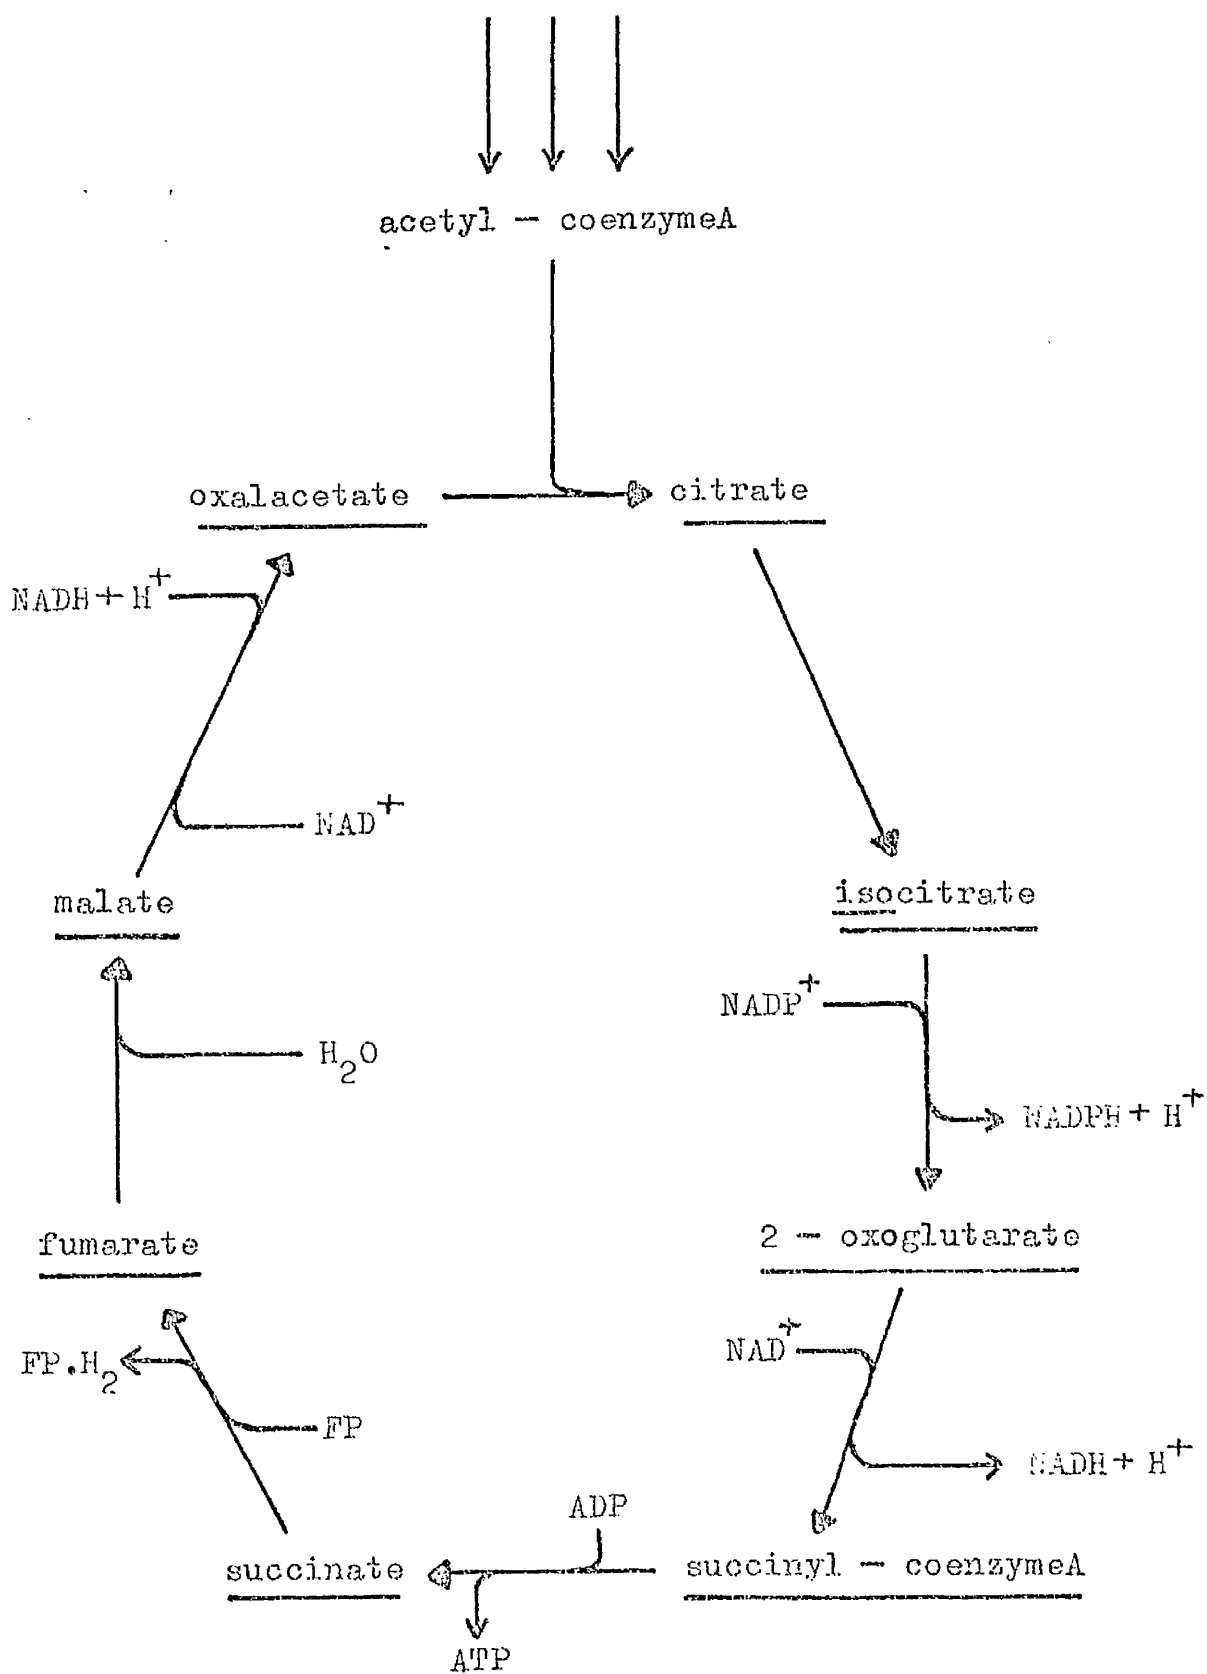 acetyl - coenzymeA
oxalacetate
citrate
NADH + H+
NAD+
malate
isocitrate
NADP+
H2O
NADPH + H+
fumarate
2 - oxoglutarate
NAD+
FP.H2
FP
NADH + H+
ADP
succinate
succinyl - coenzymeA
ATP